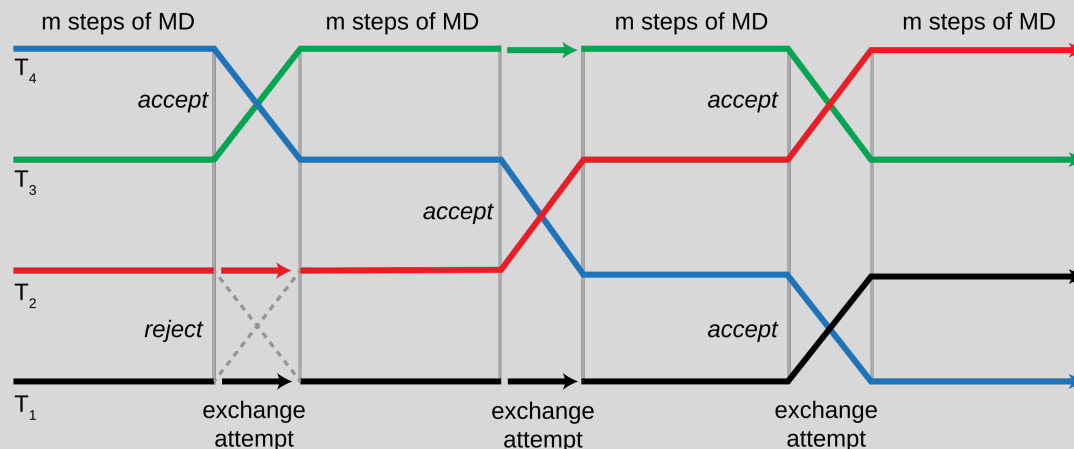 m steps of MD
m steps of MD
m steps of MD
m steps of MD
T4
accept
accept
T3
accept
T2
reject
accept
T1
exchange
attempt
exchange
attempt
exchange
attempt